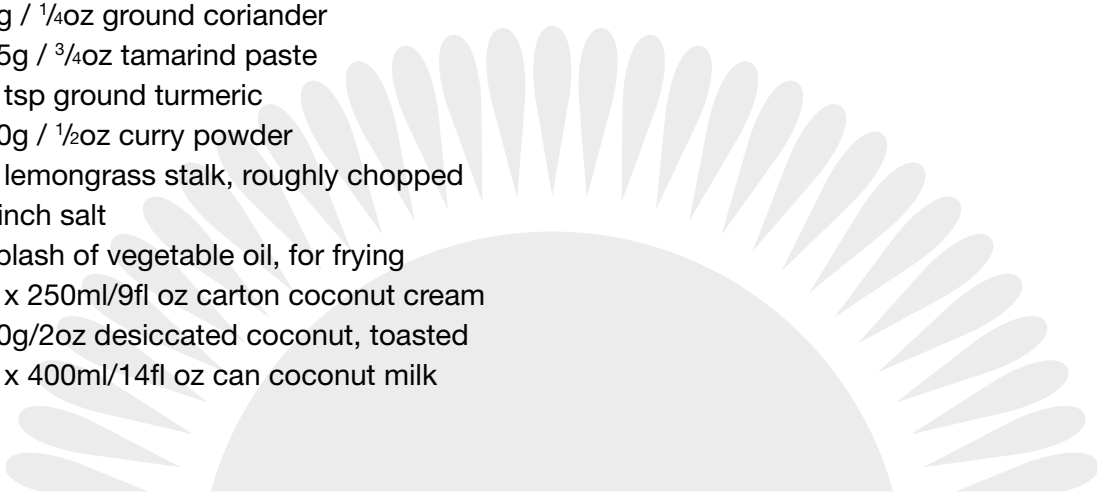 g / ¼oz ground coriander
5g / ¾oz tamarind paste
tsp ground turmeric
0g / ½oz curry powder
lemongrass stalk, roughly chopped
inch salt
plash of vegetable oil, for frying
x 250ml/9fl oz carton coconut cream
0g/2oz desiccated coconut, toasted
x 400ml/14fl oz can coconut milk